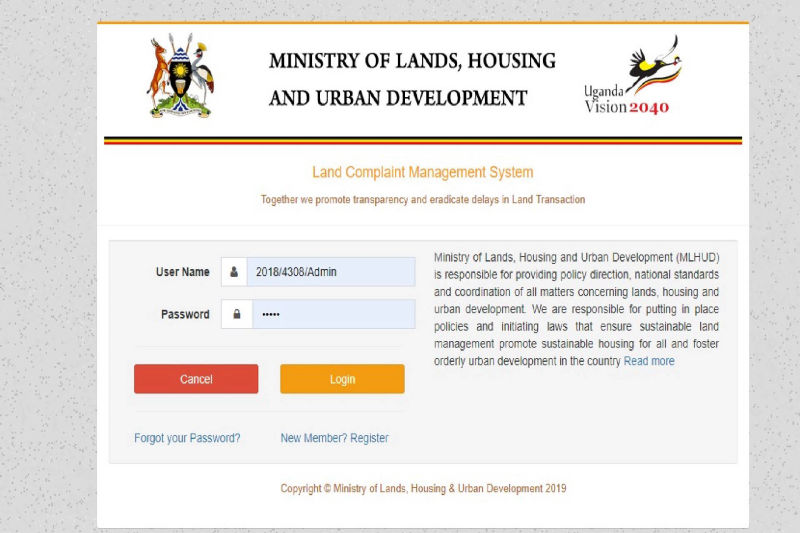 MINISTRY OF LANDS, HOUSING
AND URBAN DEVELOPMENT
Uganda
Vision 2040
Land Complaint Management System
Together we promote transparency and eradicate delays in Land Transaction
User Name
2018/4308/Admin
Password
•••••
Cancel
Login
Forgot your Password?
New Member? Register
Ministry of Lands, Housing and Urban Development (MLHUD)
is responsible for providing policy direction, national standards
and coordination of all matters concerning lands, housing and
urban development. We are responsible for putting in place
policies and initiating laws that ensure sustainable land
management promote sustainable housing for all and foster
orderly urban development in the country Read more
Copyright © Ministry of Lands, Housing & Urban Development 2019